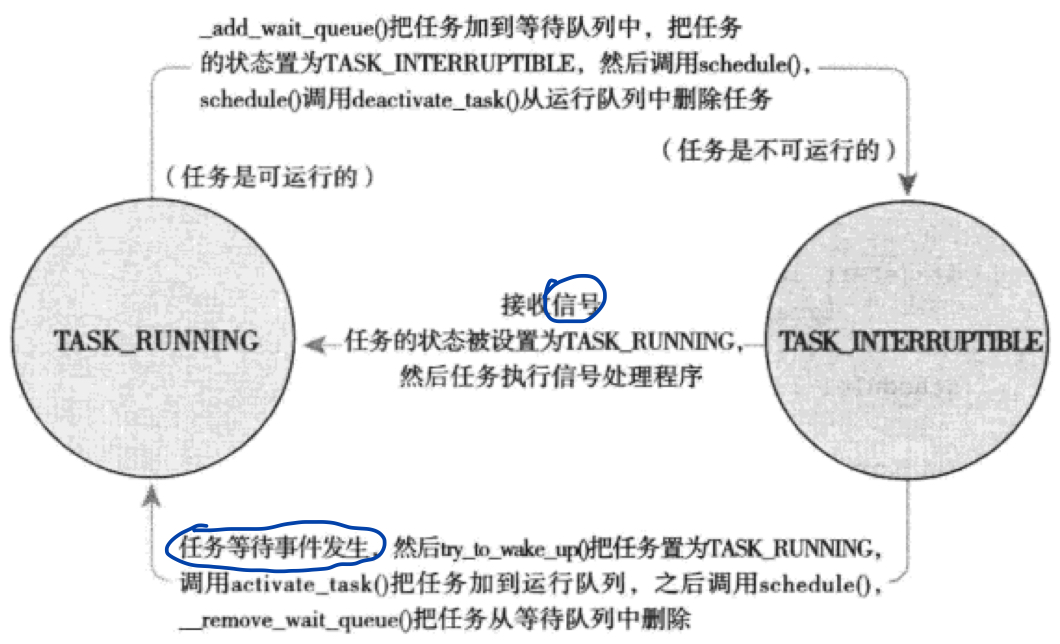 _add_wait_queue()把任务加到等待队列中，把任务
的状态置为TASK_INTERRUPTIBLE，然后调用schedule()，
schedule()调用deactivate_task()从运行队列中删除任务
（任务是不可运行的）
（任务是可运行的）
接收信号
TASK_RUNNING
任务的状态被设置为TASK_RUNNING，
TASK_INTERRUPTIBLE
然后任务执行信号处理程序
任务等待事件发生，然后try_to_wake_up()把任务置为TASK_RUNNING，
调用activate_task()把任务加到运行队列，之后调用schedule()，
__remove_wait_queue()把任务从等待队列中删除